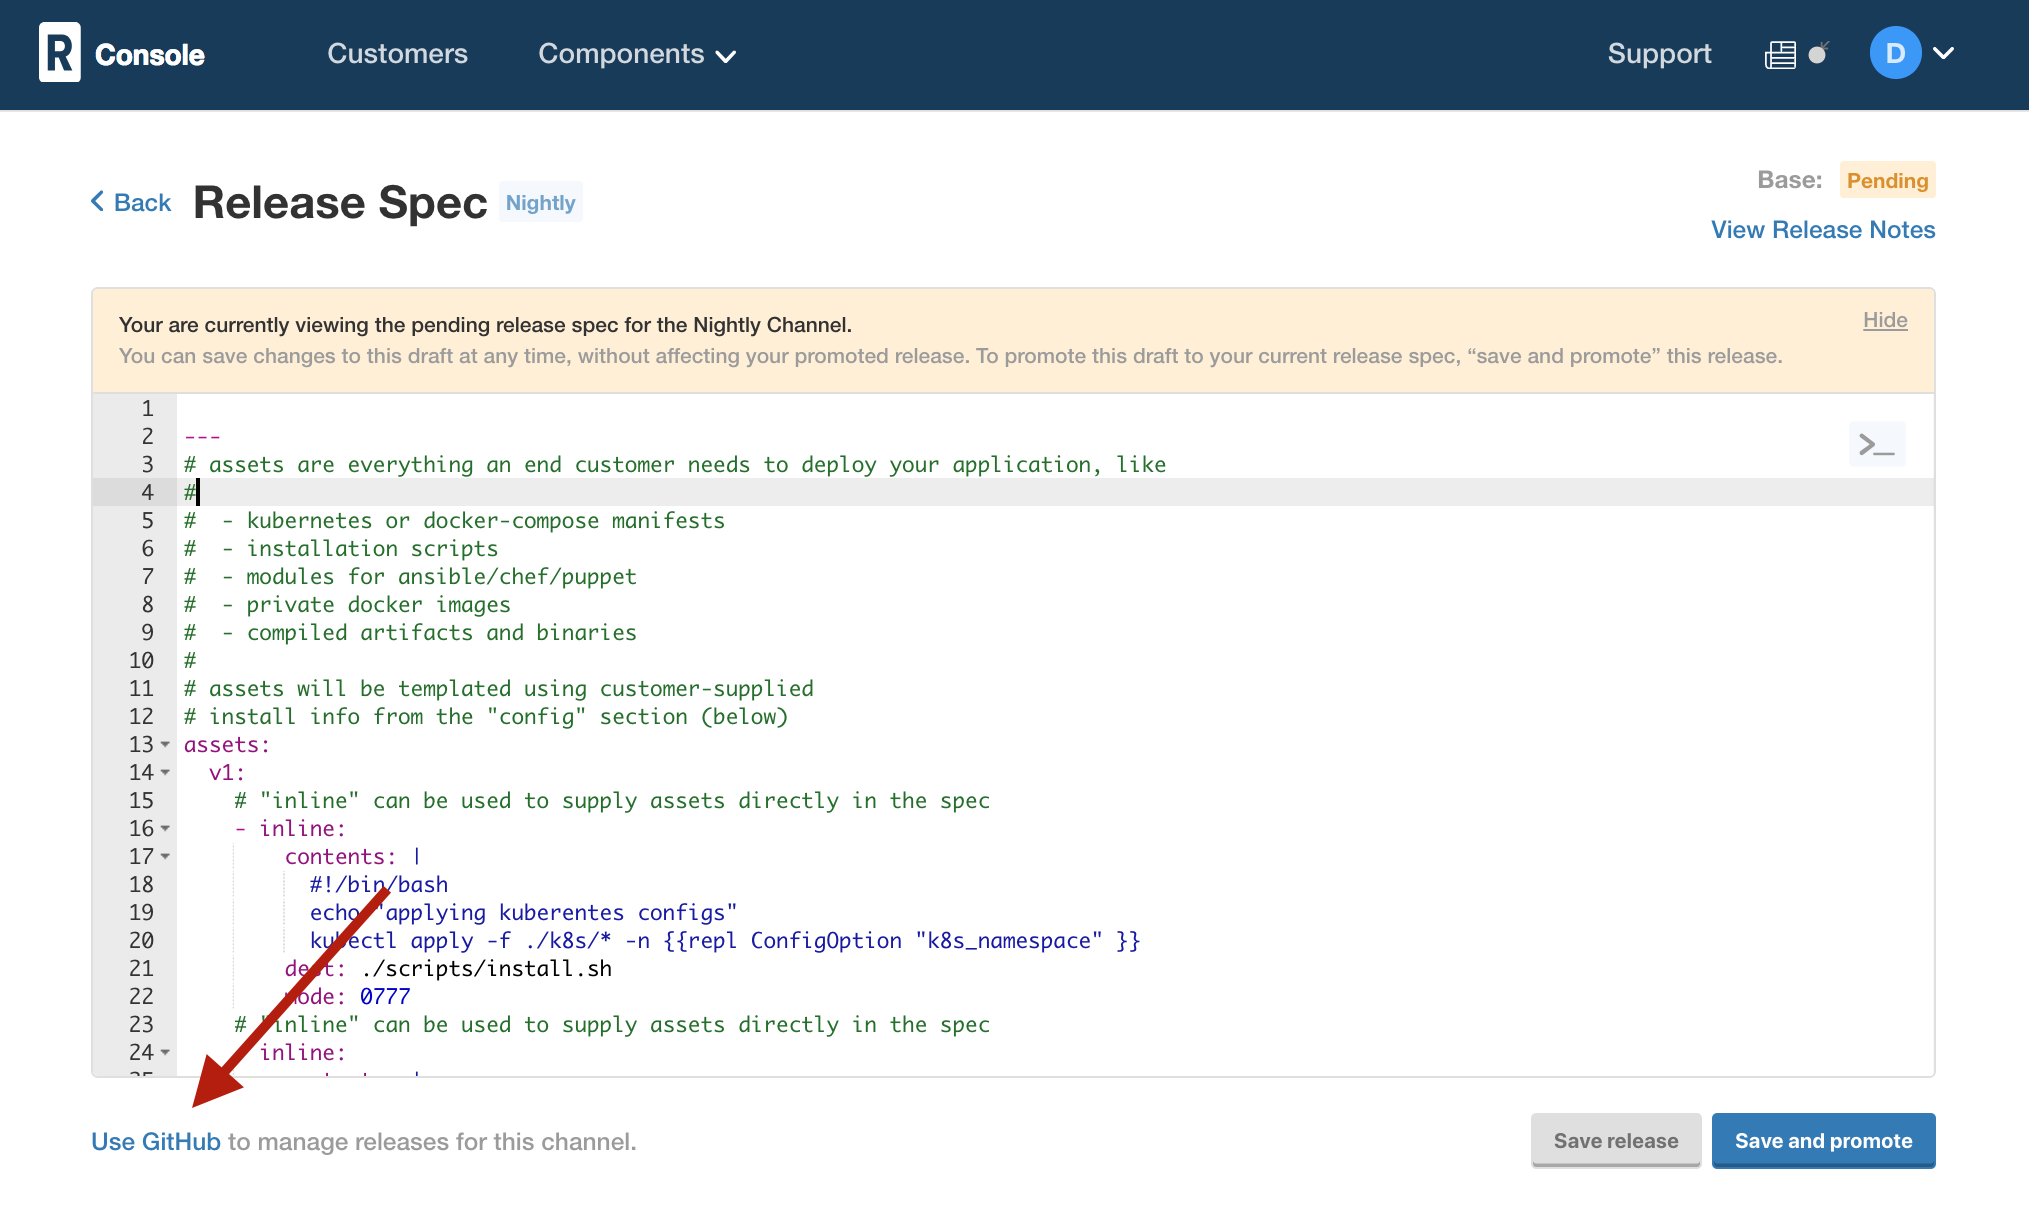 R Console Customers Components Support D
Back Release Spec Nightly
Base: Pending
View Release Notes
Your are currently viewing the pending release spec for the Nightly Channel.
Hide
You can save changes to this draft at any time, without affecting your promoted release. To promote this draft to your current release spec, “save and promote” this release.
1
2 ---
3 # assets are everything an end customer needs to deploy your application, like
4 #
5 #  - kubernetes or docker-compose manifests
6 #  - installation scripts
7 #  - modules for ansible/chef/puppet
8 #  - private docker images
9 #  - compiled artifacts and binaries
10 #
11 # assets will be templated using customer-supplied
12 # install info from the "config" section (below)
13 assets:
14   v1:
15     # "inline" can be used to supply assets directly in the spec
16     - inline:
17         contents: |
18           #!/bin/bash
19           echo "applying kuberentes configs"
20           kubectl apply -f ./k8s/* -n {{repl ConfigOption "k8s_namespace" }}
21         dest: ./scripts/install.sh
22         mode: 0777
23     # "inline" can be used to supply assets directly in the spec
24       inline:
Use GitHub to manage releases for this channel.
Save release Save and promote